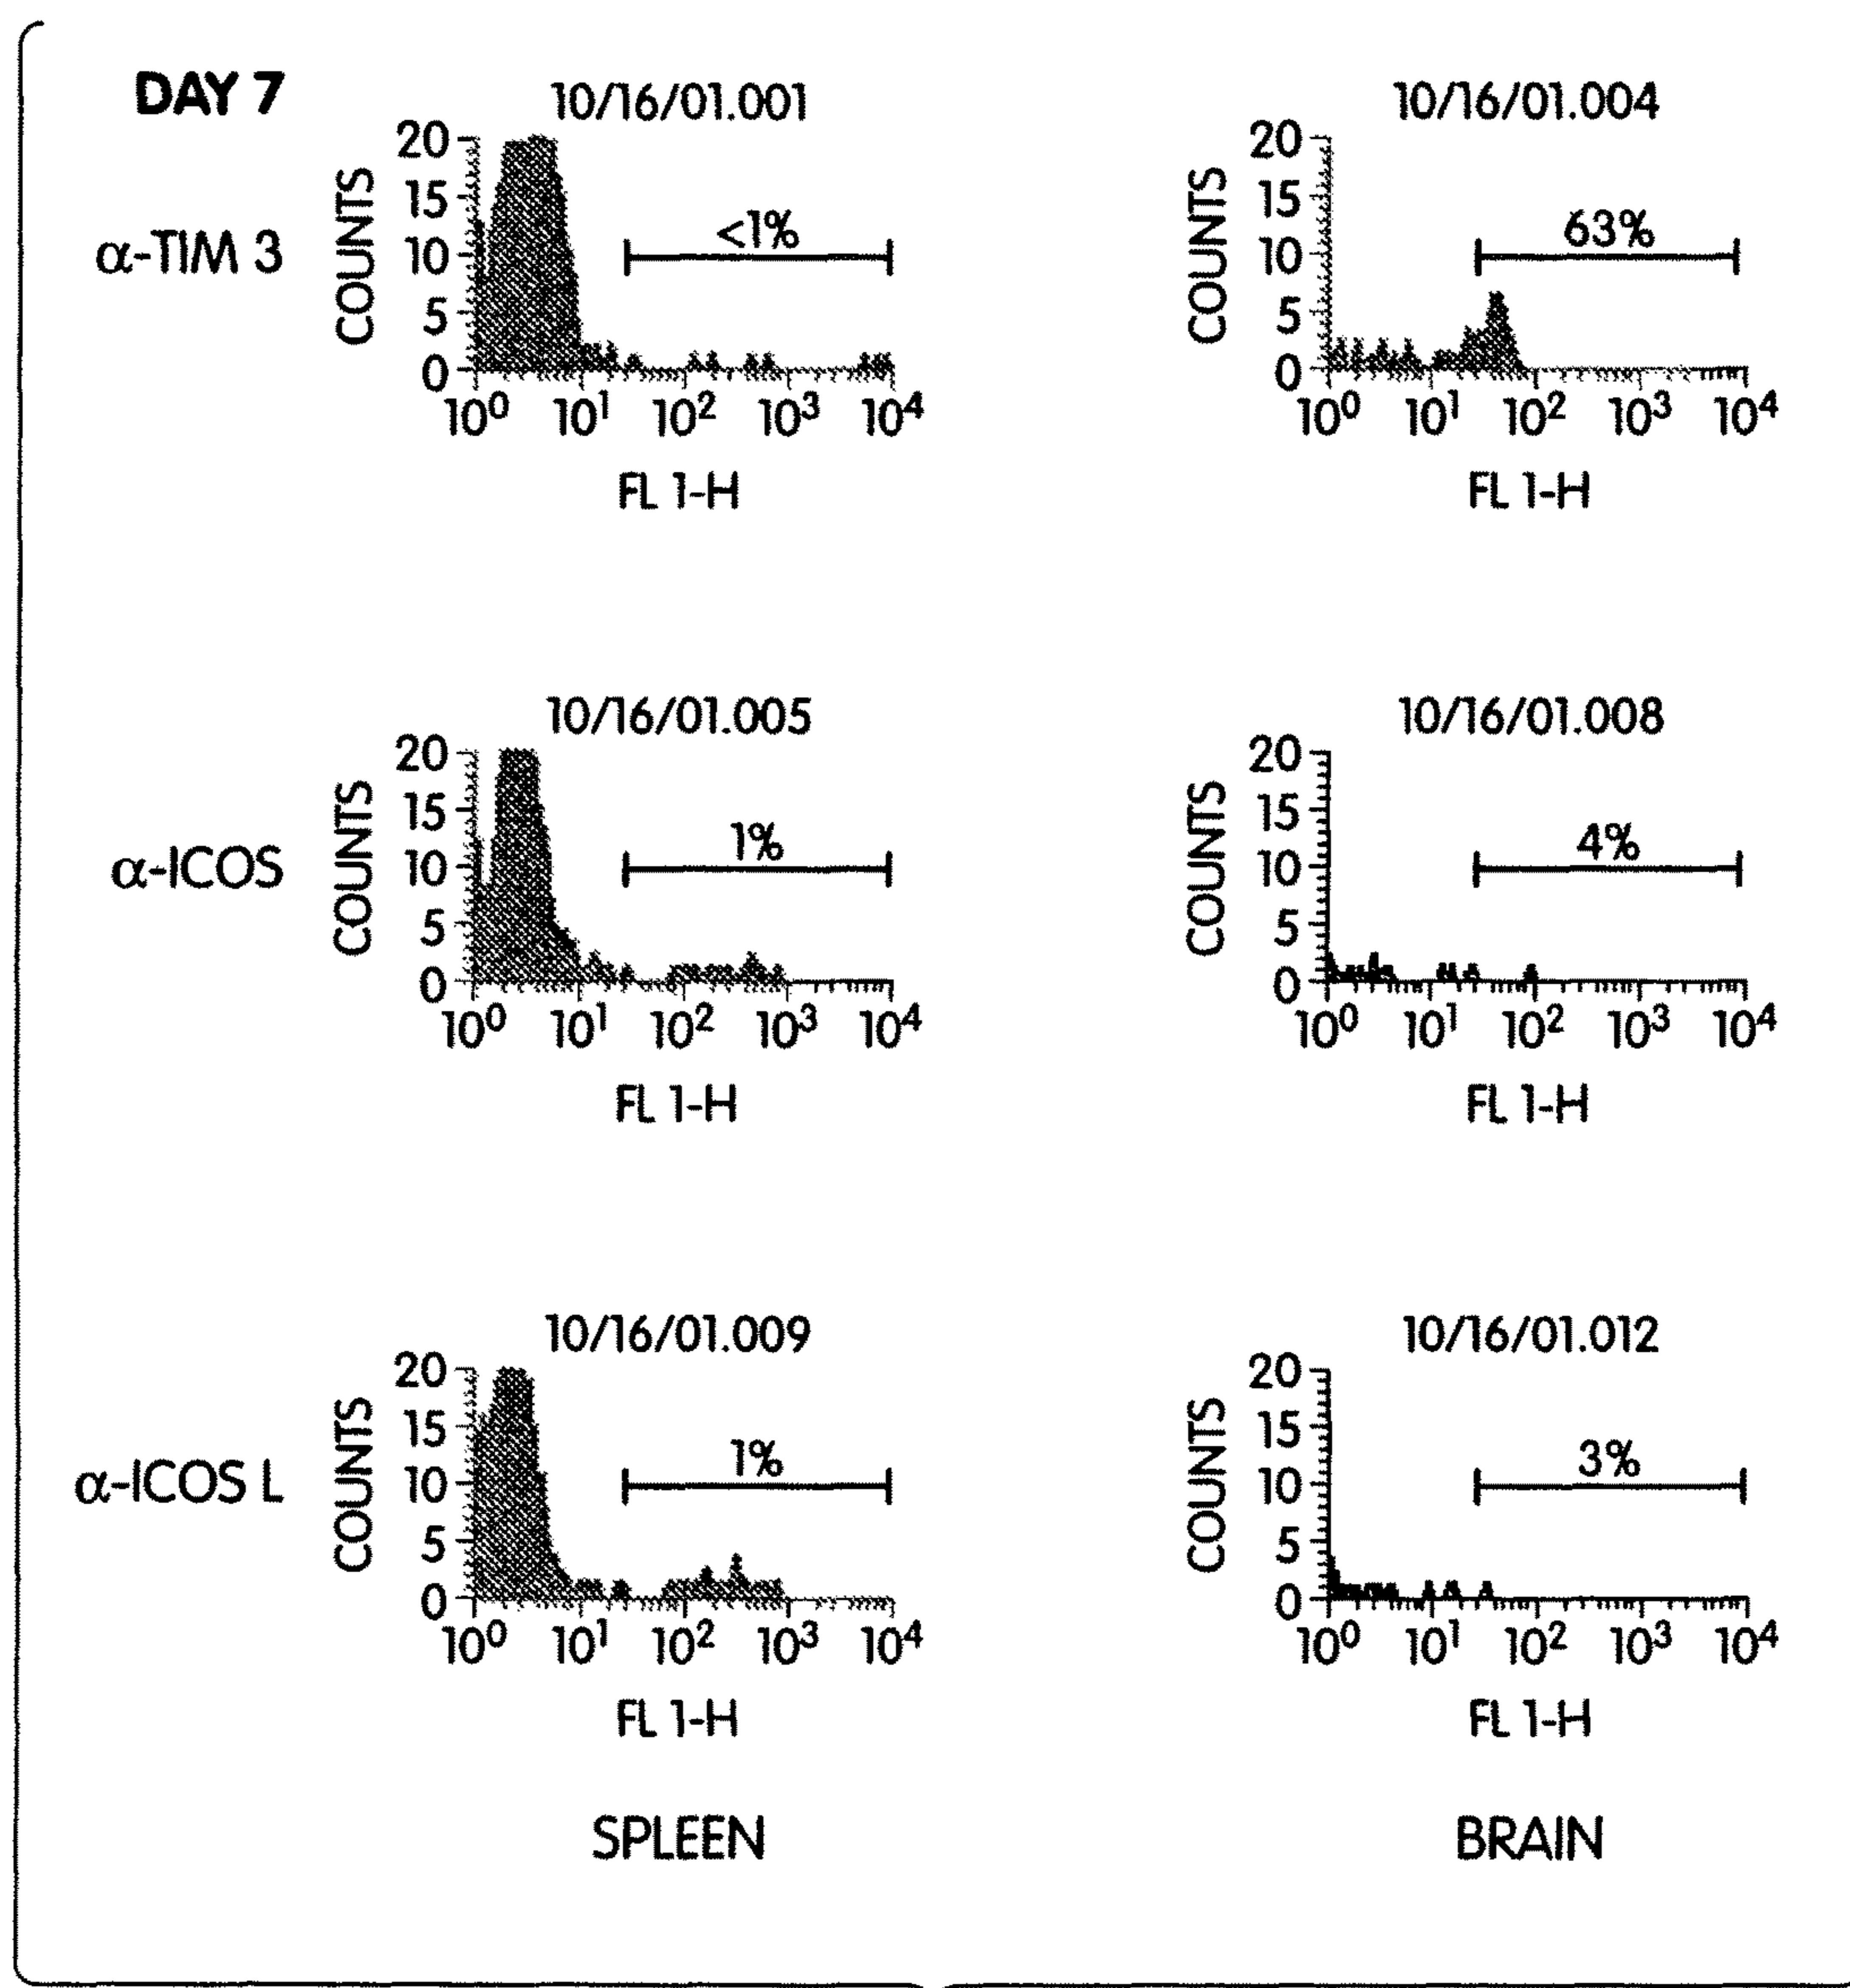 DAY 7
10/16/01.001
10/16/01.004
α-TIM 3
COUNTS
20
15
10
5
0
<1%
10⁰ 10¹ 10² 10³ 10⁴
FL 1-H
COUNTS
20
15
10
5
0
63%
10⁰ 10¹ 10² 10³ 10⁴
FL 1-H
10/16/01.005
10/16/01.008
α-ICOS
COUNTS
20
15
10
5
0
1%
10⁰ 10¹ 10² 10³ 10⁴
FL 1-H
COUNTS
20
15
10
5
0
4%
10⁰ 10¹ 10² 10³ 10⁴
FL 1-H
10/16/01.009
10/16/01.012
α-ICOS L
COUNTS
20
15
10
5
0
1%
10⁰ 10¹ 10² 10³ 10⁴
FL 1-H
COUNTS
20
15
10
5
0
3%
10⁰ 10¹ 10² 10³ 10⁴
FL 1-H
SPLEEN
BRAIN